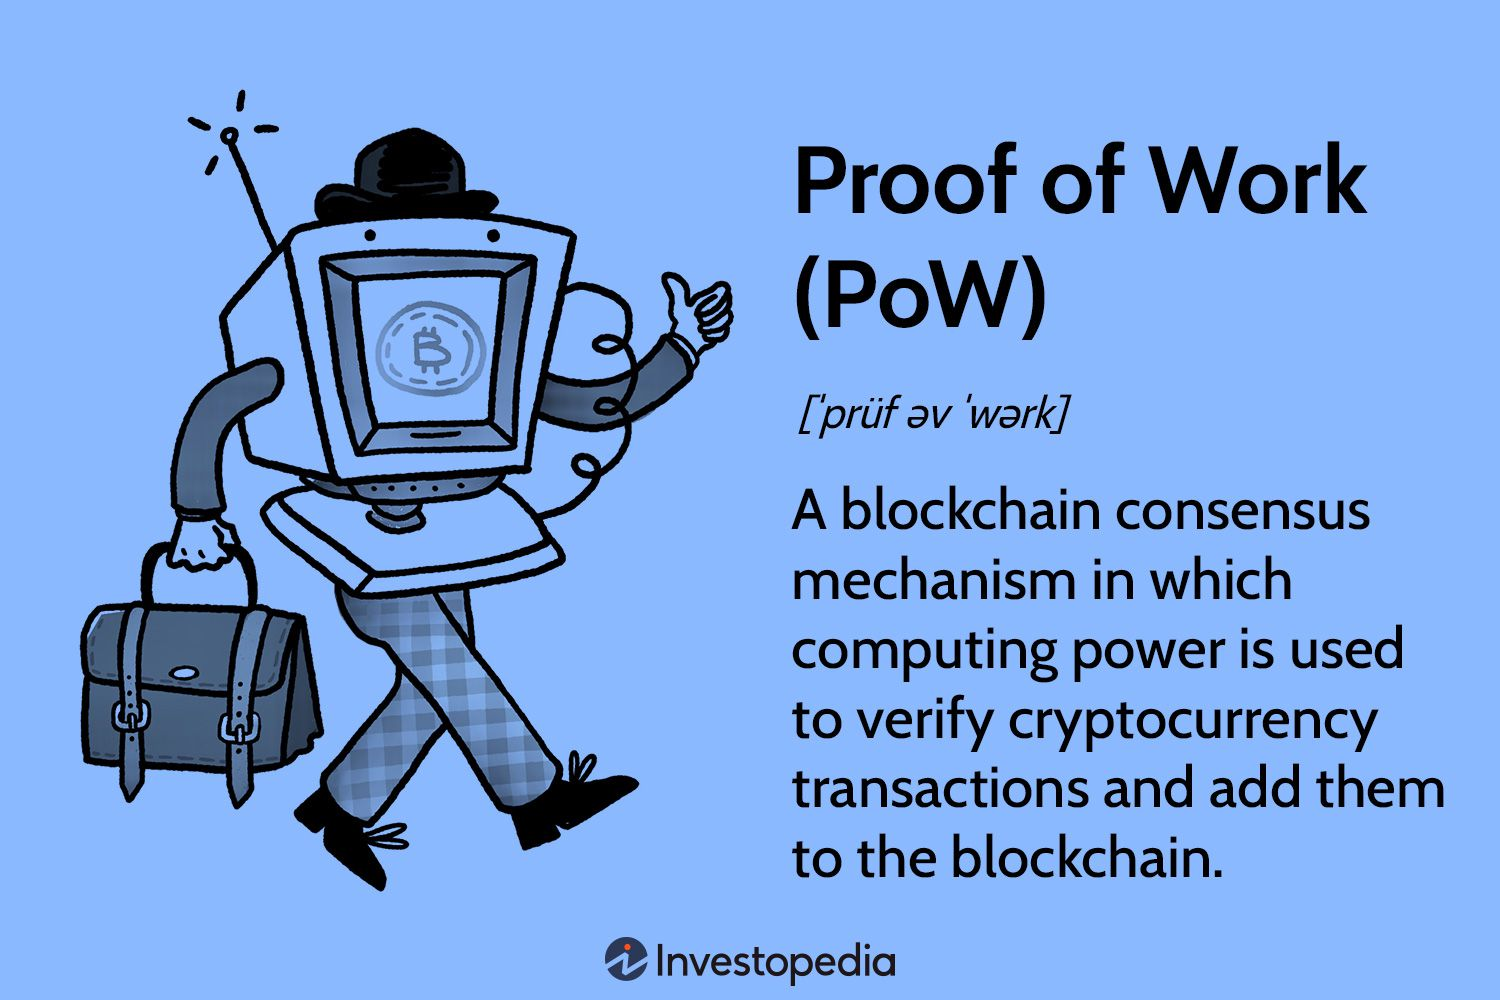 Proof of Work
(PoW)
[ˈprüf əv ˈwərk]
A blockchain consensus
mechanism in which
computing power is used
to verify cryptocurrency
transactions and add them
to the blockchain.
Investopedia